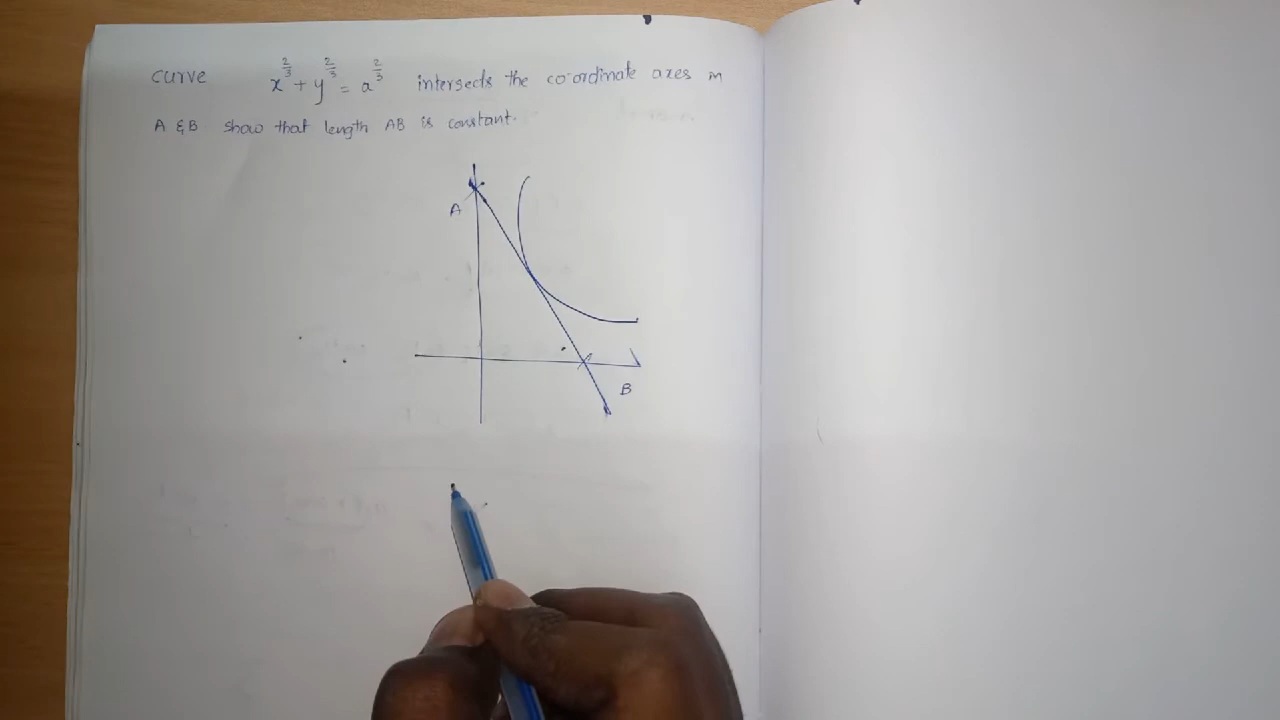 curve x^{2/3} + y^{2/3} = a^{2/3} intersects the co-ordinate axes in
A & B show that length AB is constant.
A
B